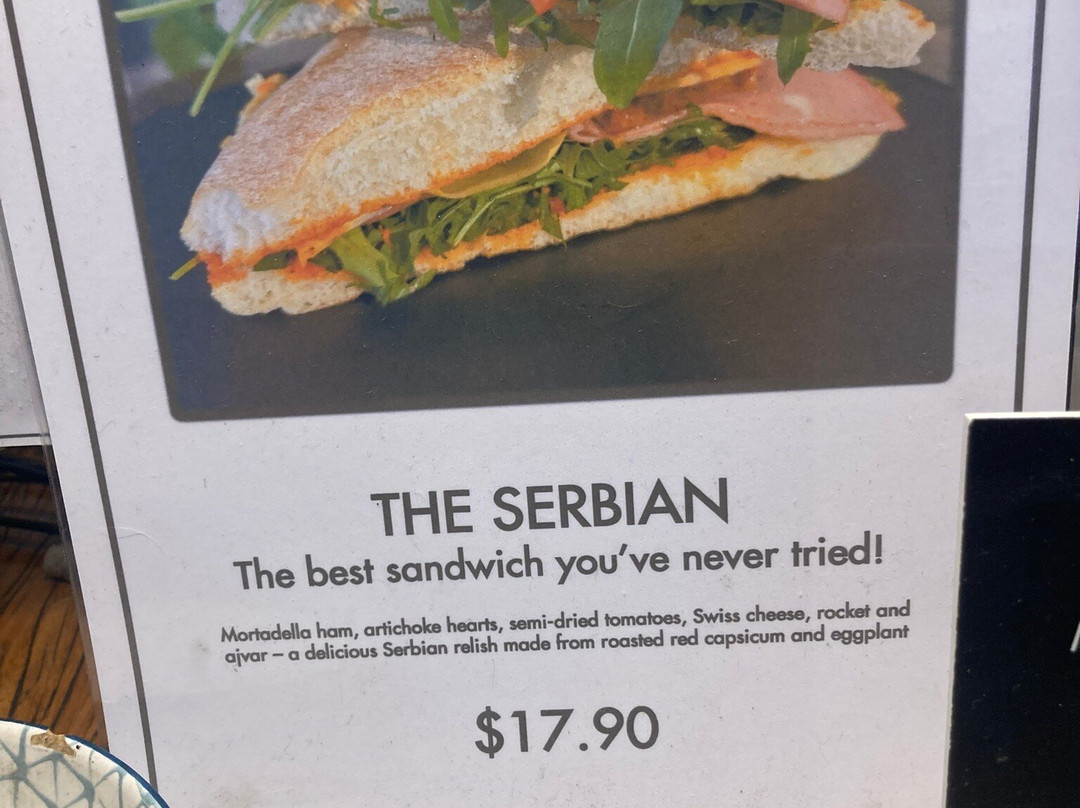 THE SERBIAN
The best sandwich you've never tried!
Mortadella ham, artichoke hearts, semi-dried tomatoes, Swiss cheese, rocket and
ajvar – a delicious Serbian relish made from roasted red capsicum and eggplant
$17.90